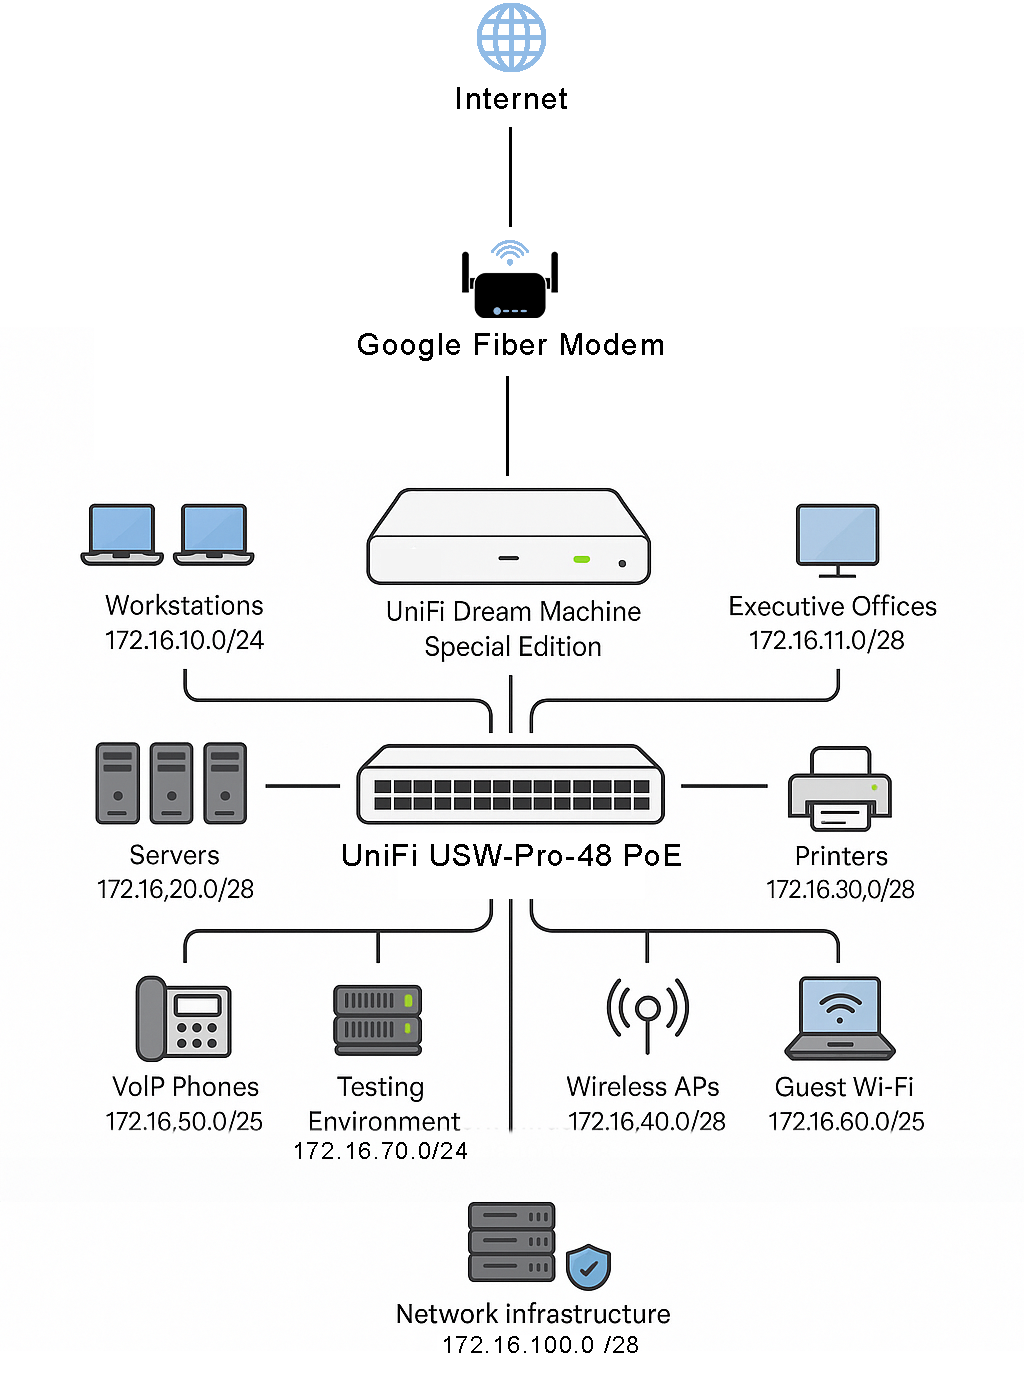 Internet
Google Fiber Modem
Workstations
172.16.10.0/24
UniFi Dream Machine
Special Edition
Executive Offices
172.16.11.0/28
Servers
172.16,20.0/28
UniFi USW-Pro-48 PoE
Printers
172.16.30,0/28
VoIP Phones
172.16,50.0/25
Testing
Environment
172.16.70.0/24
Wireless APs
172.16,40.0/28
Guest Wi-Fi
172.16.60.0/25
Network infrastructure
172.16.100.0 /28